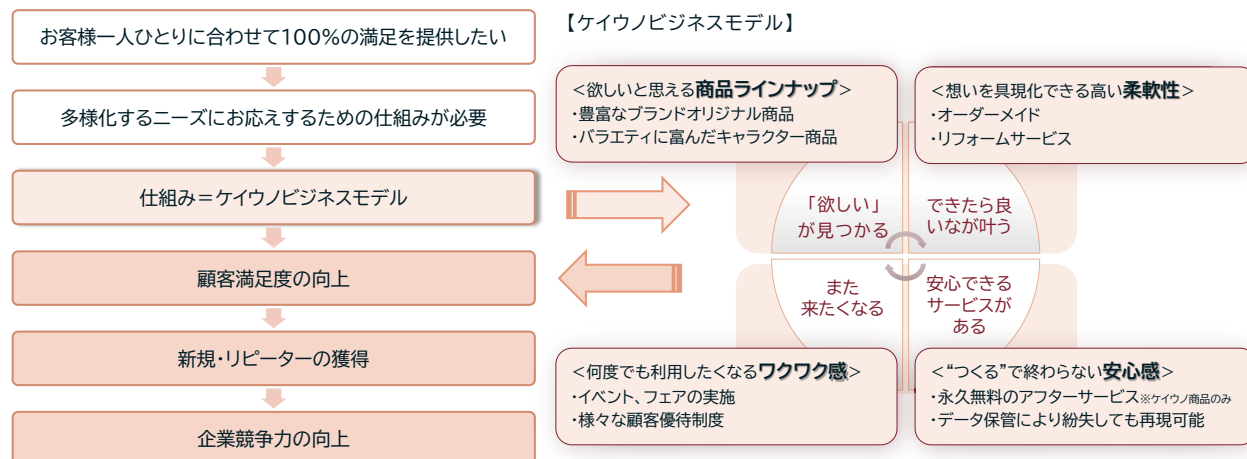 お客様一人ひとりに合わせて100%の満足を提供したい
多様化するニーズにお応えするための仕組みが必要
仕組み＝ケイウノビジネスモデル
顧客満足度の向上
新規・リピーターの獲得
企業競争力の向上
【ケイウノビジネスモデル】
＜欲しいと思える商品ラインナップ＞
・豊富なブランドオリジナル商品
・バラエティに富んだキャラクター商品
＜想いを具現化できる高い柔軟性＞
・オーダーメイド
・リフォームサービス
「欲しい」
が見つかる
できたら良
いなが叶う
また
来たくなる
安心できる
サービスが
ある
＜何度でも利用したくなるワクワク感＞
・イベント、フェアの実施
・様々な顧客優待制度
＜“つくる”で終わらない安心感＞
・永久無料のアフターサービス※ケイウノ商品のみ
・データ保管により紛失しても再現可能